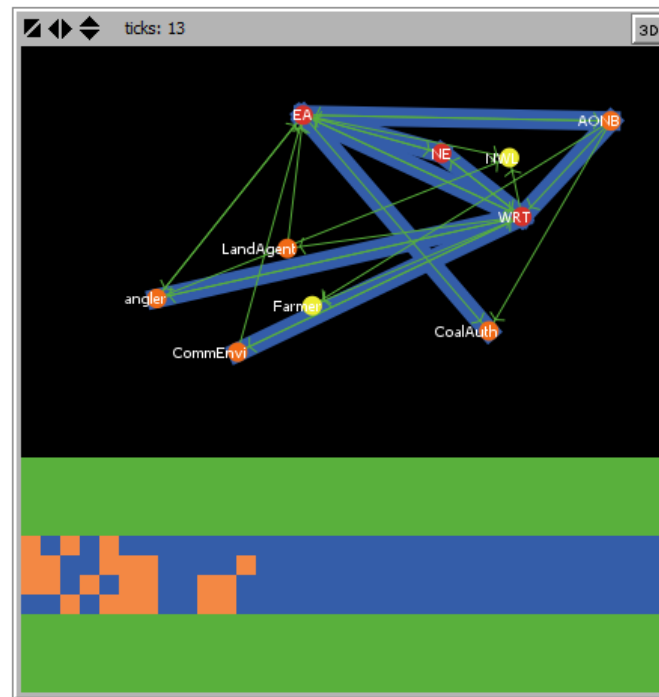 ticks: 13
3D
EA
AONB
NE
NWL
WRT
LandAgent
angler
Farmer
CoalAuth
CommEnvi